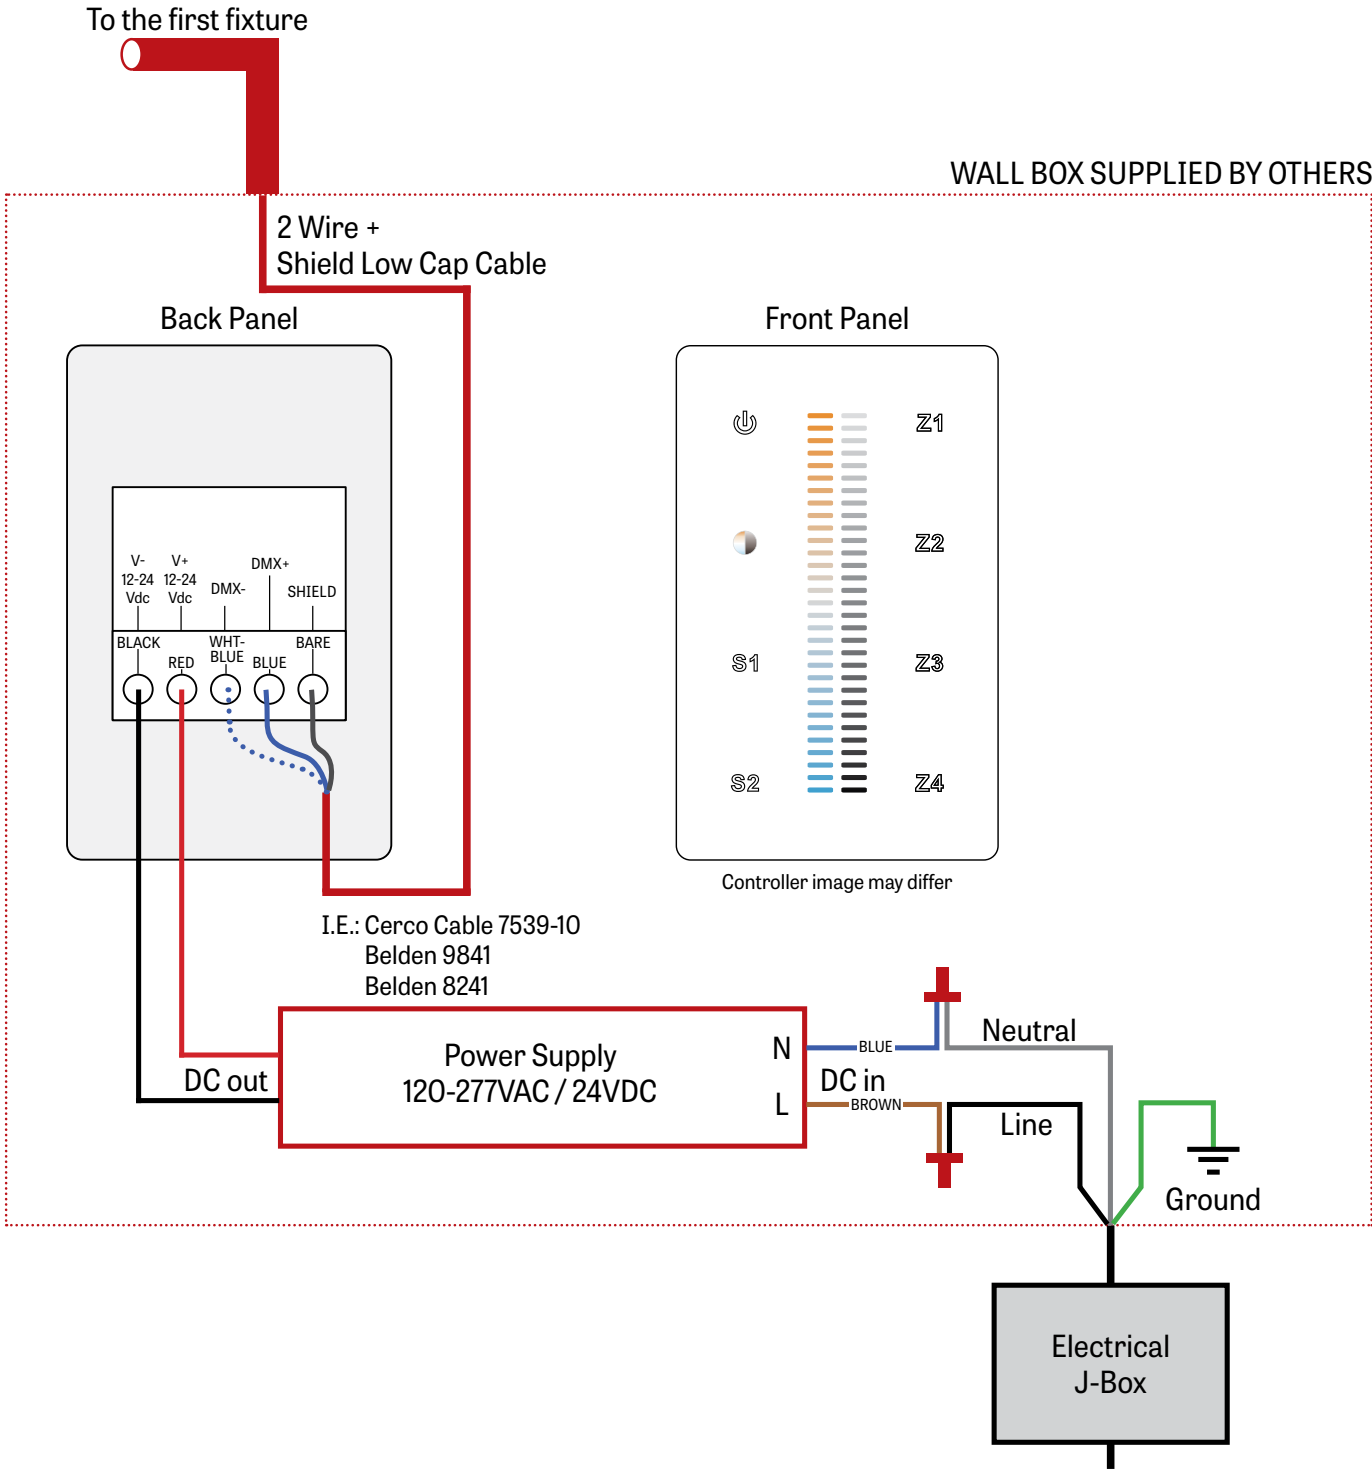 To the first fixture
WALL BOX SUPPLIED BY OTHERS
2 Wire +
Shield Low Cap Cable
Back Panel
Front Panel
V-
12-24
Vdc
V+
12-24
Vdc
DMX-
DMX+
SHIELD
BLACK
RED
WHT-
BLUE
BLUE
BARE
Z1
Z2
S1
Z3
S2
Z4
Controller image may differ
I.E.: Cerco Cable 7539-10
Belden 9841
Belden 8241
Power Supply
120-277VAC / 24VDC
DC out
N
L
BLUE
DC in
BROWN
Neutral
Line
Ground
Electrical
J-Box